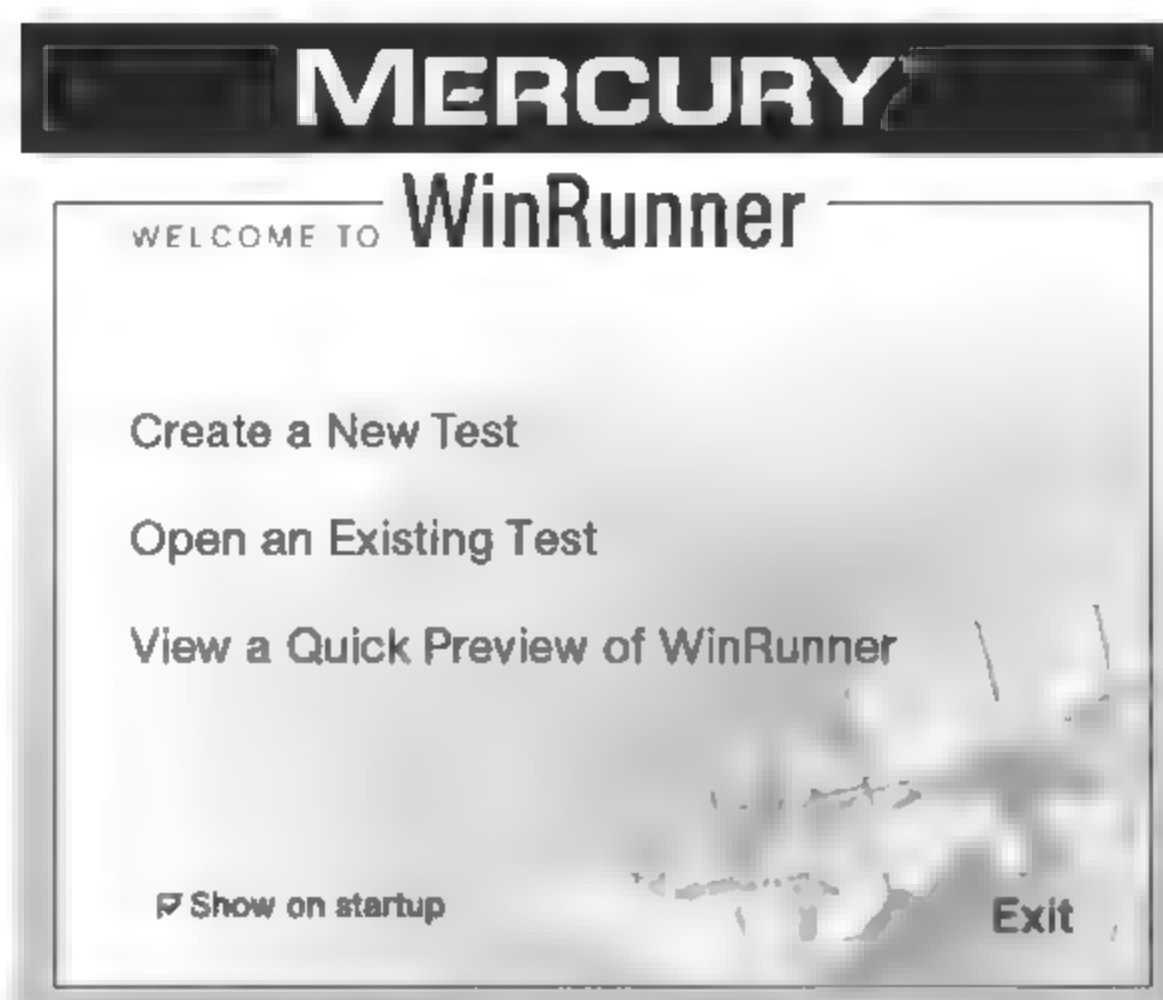 MERCURY
WELCOME TO WinRunner
Create a New Test
Open an Existing Test
View a Quick Preview of WinRunner
Show on startup
Exit